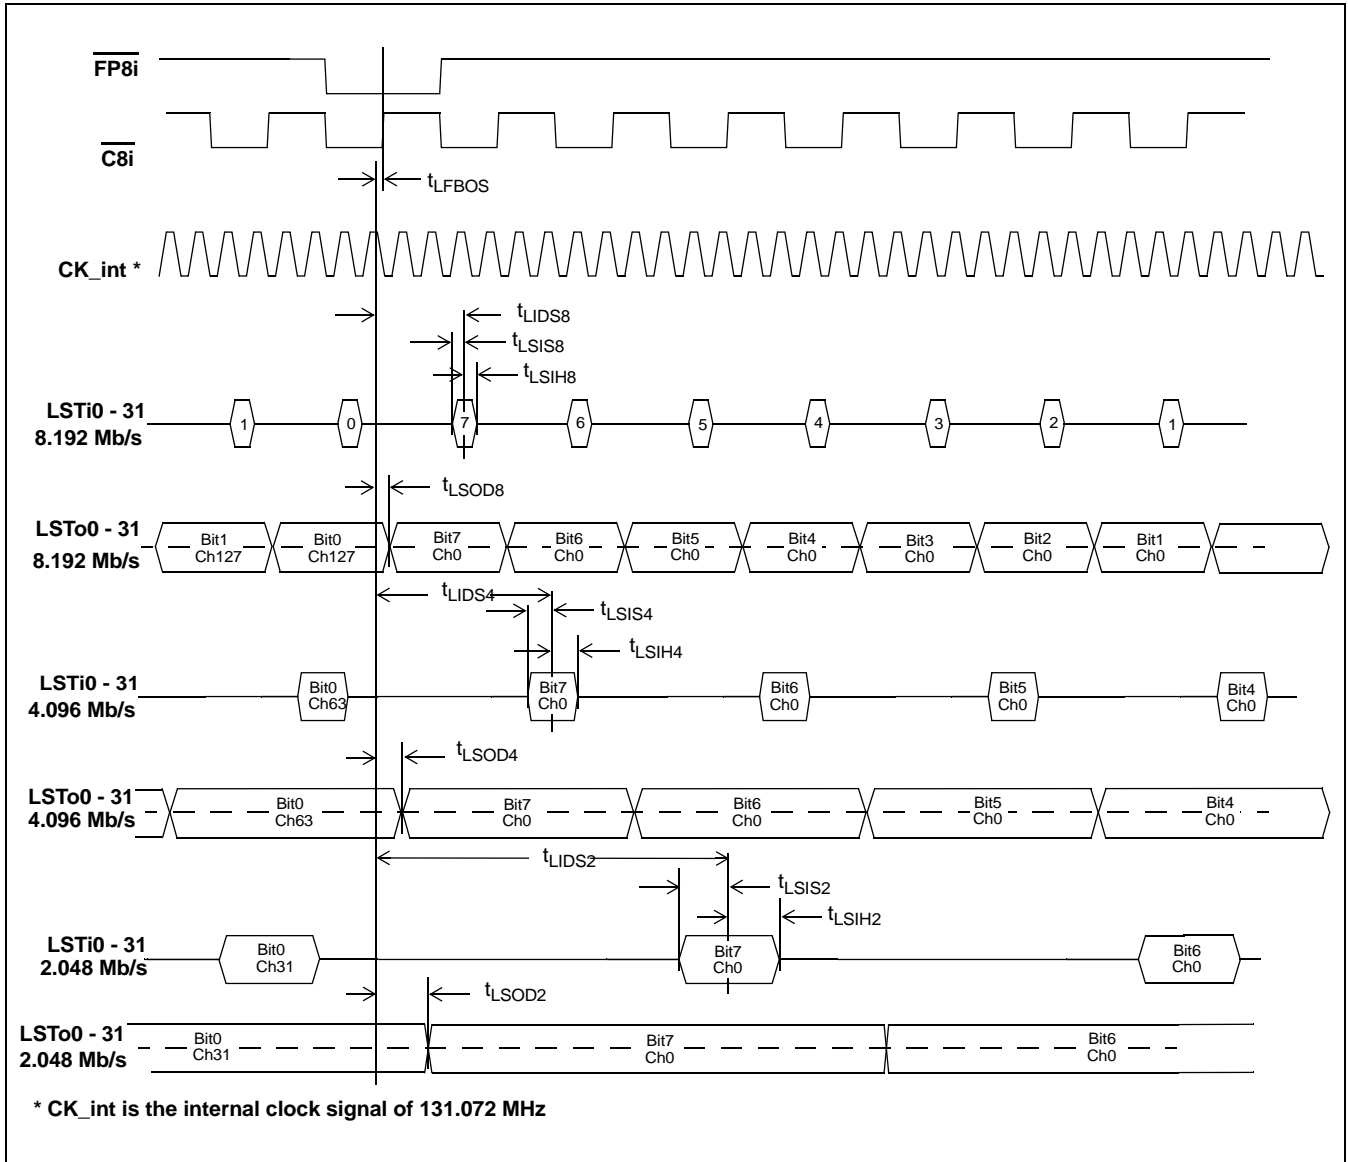 FP8i
C8i
tLFBOS
CK_int *
tLIDS8
tLSIS8
tLSIH8
LSTi0 - 31
8.192 Mb/s
1 0 7 6 5 4 3 2 1
tLSOD8
LSTo0 - 31
8.192 Mb/s
Bit1 Bit0 Bit7 Bit6 Bit5 Bit4 Bit3 Bit2 Bit1
Ch127 Ch127 Ch0 Ch0 Ch0 Ch0 Ch0 Ch0 Ch0
tLIDS4
tLSIS4
tLSIH4
LSTi0 - 31
4.096 Mb/s
Bit0 Bit7 Bit6 Bit5 Bit4
Ch63 Ch0 Ch0 Ch0 Ch0
tLSOD4
LSTo0 - 31
4.096 Mb/s
Bit0 Bit7 Bit6 Bit5 Bit4
Ch63 Ch0 Ch0 Ch0 Ch0
tLIDS2
tLSIS2
tLSIH2
LSTi0 - 31
2.048 Mb/s
Bit0 Bit7 Bit6
Ch31 Ch0 Ch0
tLSOD2
LSTo0 - 31
2.048 Mb/s
Bit0 Bit7 Bit6
Ch31 Ch0 Ch0
* CK_int is the internal clock signal of 131.072 MHz